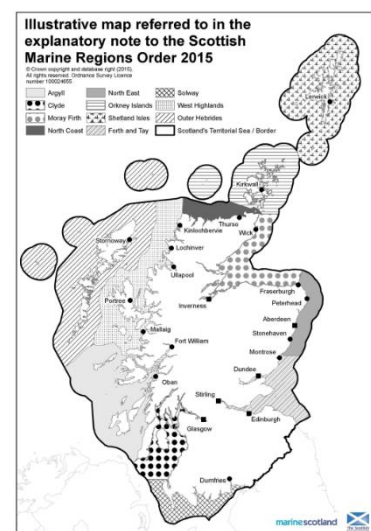 Illustrative map referred to in the
explanatory note to the Scottish
Marine Regions Order 2015
© Crown copyright and database right (2015).
All rights reserved. Ordnance Survey Licence
number 100024655
Argyll
North East
Solway
Clyde
Orkney Islands
West Highlands
Moray Firth
Shetland Isles
Outer Hebrides
North Coast
Forth and Tay
Scotland's Territorial Sea / Border
Lerwick
Kirkwall
Thurso
Kinlochbervie
Wick
Stornoway
Lochinver
Ullapool
Fraserburgh
Portree
Inverness
Peterhead
Aberdeen
Mallaig
Stonehaven
Fort William
Montrose
Dundee
Oban
Stirling
Edinburgh
Glasgow
Dumfries
marinescotland